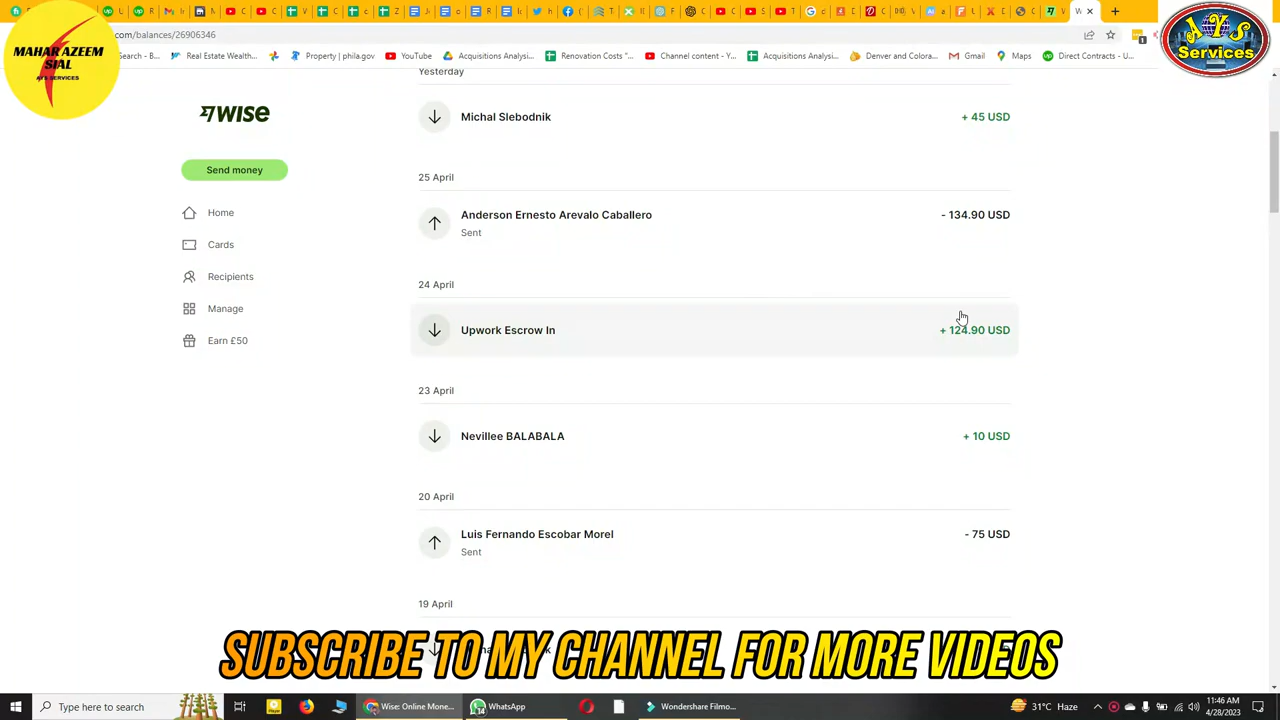 MAHAR AZEEM
SIAL
AYS SERVICES
AYS
Services
.com/balances/26906346
Search - B...
Real Estate Wealth...
Property | phila.gov
YouTube
Acquisitions Analysi...
Renovation Costs "...
Channel content - Y...
Acquisitions Analysi...
Denver and Colora...
Gmail
Maps
Direct Contracts - U...
Yesterday
WISE
Michal Slebodnik
+ 45 USD
Send money
25 April
Home
Anderson Ernesto Arevalo Caballero
- 134.90 USD
Sent
Cards
Recipients
24 April
Manage
Upwork Escrow In
+ 124.90 USD
Earn £50
23 April
Nevillee BALABALA
+ 10 USD
20 April
Luis Fernando Escobar Morel
- 75 USD
Sent
19 April
SUBSCRIBE TO MY CHANNEL FOR MORE VIDEOS
Type here to search
Wise: Online Mone...
14
WhatsApp
Wondershare Filmo...
31°C Haze
11:46 AM
4/28/2023